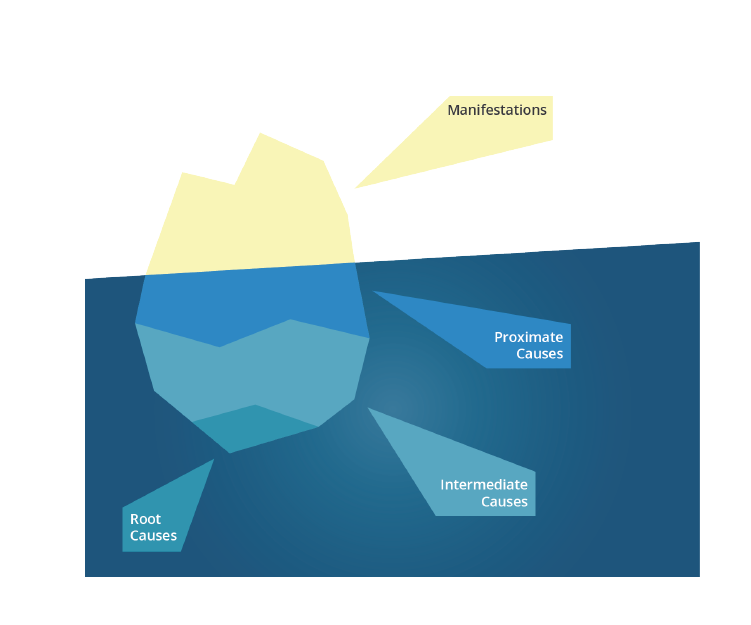 Manifestations
Proximate
Causes
Intermediate
Causes
Root
Causes